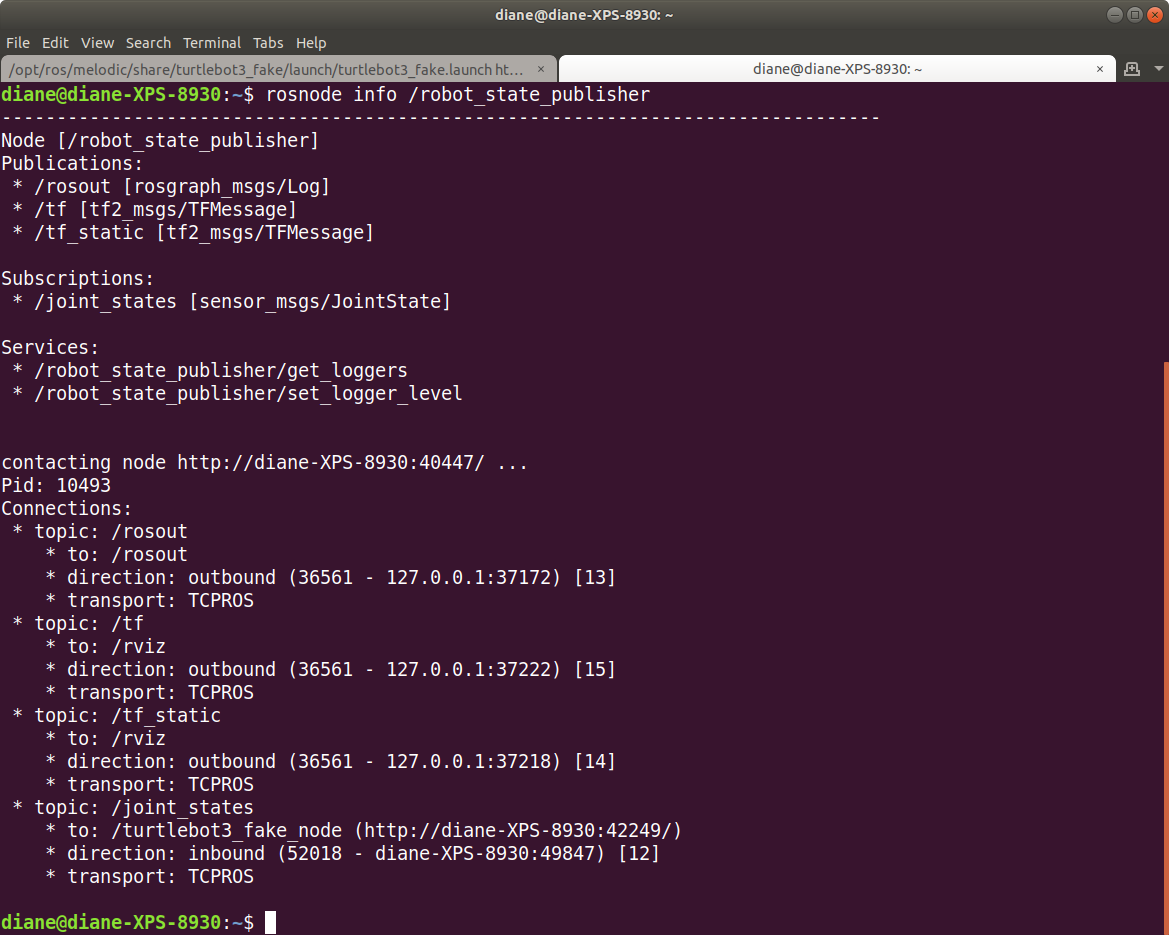 diane@diane-XPS-8930: ~
File Edit View Search Terminal Tabs Help
/opt/ros/melodic/share/turtlebot3_fake/launch/turtlebot3_fake.launch ht... × diane@diane-XPS-8930: ~ ×
diane@diane-XPS-8930:~$ rosnode info /robot_state_publisher
--------------------------------------------------------------------------------
Node [/robot_state_publisher]
Publications:
 * /rosout [rosgraph_msgs/Log]
 * /tf [tf2_msgs/TFMessage]
 * /tf_static [tf2_msgs/TFMessage]

Subscriptions:
 * /joint_states [sensor_msgs/JointState]

Services:
 * /robot_state_publisher/get_loggers
 * /robot_state_publisher/set_logger_level


contacting node http://diane-XPS-8930:40447/ ...
Pid: 10493
Connections:
 * topic: /rosout
    * to: /rosout
    * direction: outbound (36561 - 127.0.0.1:37172) [13]
    * transport: TCPROS
 * topic: /tf
    * to: /rviz
    * direction: outbound (36561 - 127.0.0.1:37222) [15]
    * transport: TCPROS
 * topic: /tf_static
    * to: /rviz
    * direction: outbound (36561 - 127.0.0.1:37218) [14]
    * transport: TCPROS
 * topic: /joint_states
    * to: /turtlebot3_fake_node (http://diane-XPS-8930:42249/)
    * direction: inbound (52018 - diane-XPS-8930:49847) [12]
    * transport: TCPROS

diane@diane-XPS-8930:~$